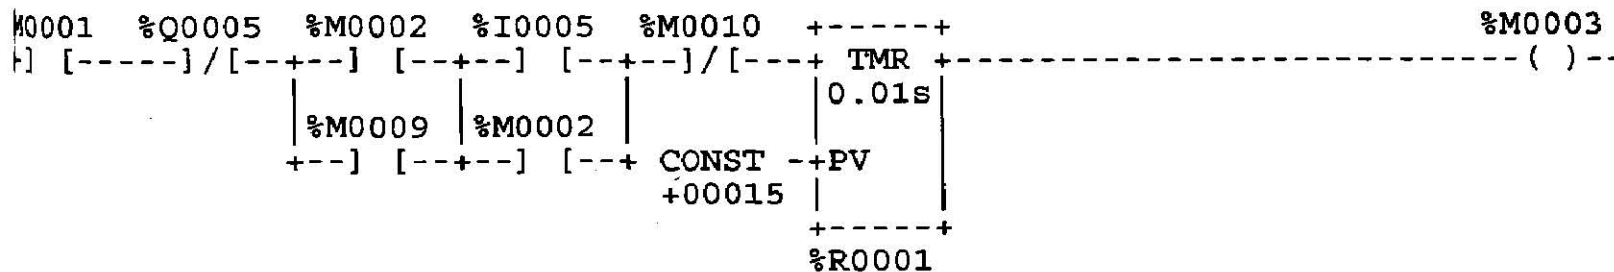 M0001 %Q0005 %M0002 %I0005 %M0010 +-----+ %M0003
+] [-----]/[--+--] [--+--] [--+--]/[----+ TMR +-----------------------------( )--
| | | |0.01s|
|%M0009 |%M0002 | | |
+--] [--+--] [--+ CONST -+PV |
+00015 | |
+-----+
%R0001